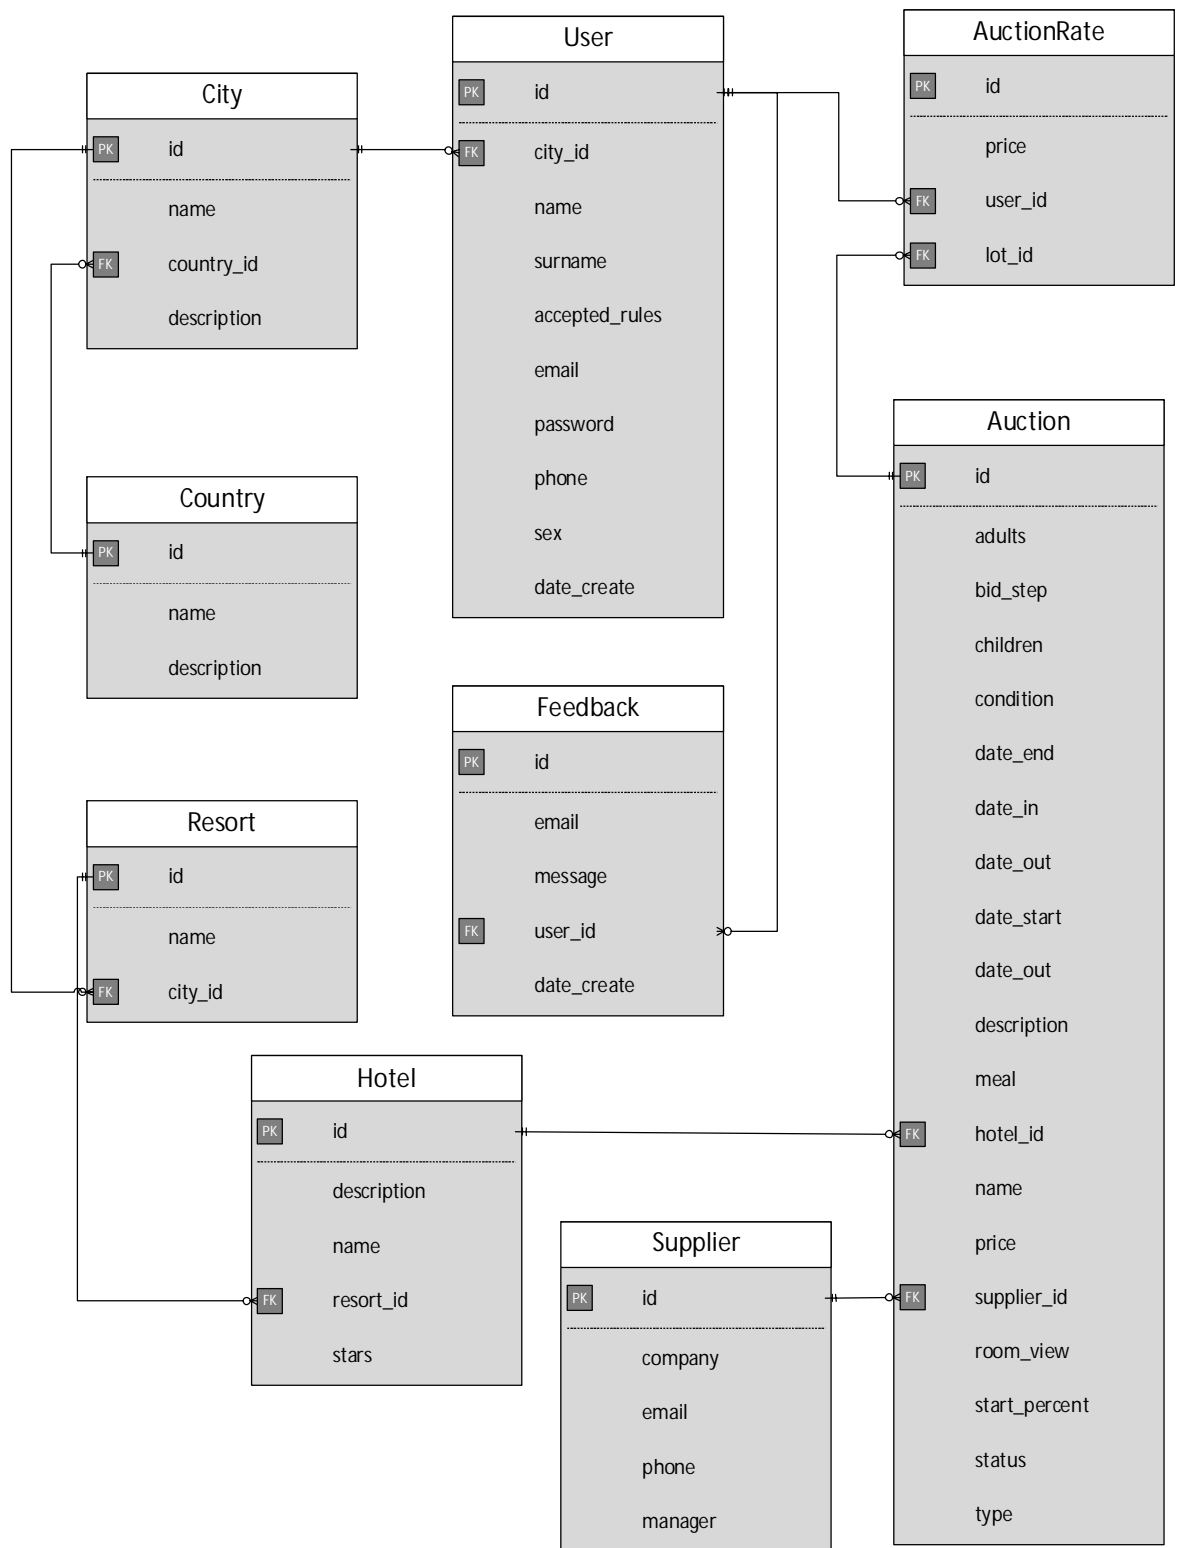 City
PK id
name
FK country_id
description
User
PK id
FK city_id
name
surname
accepted_rules
email
password
phone
sex
date_create
AuctionRate
PK id
price
FK user_id
FK lot_id
Country
PK id
name
description
Auction
PK id
adults
bid_step
children
condition
date_end
date_in
date_out
date_start
date_out
description
meal
FK hotel_id
name
price
FK supplier_id
room_view
start_percent
status
type
Feedback
PK id
email
message
FK user_id
date_create
Resort
PK id
name
FK city_id
Hotel
PK id
description
name
FK resort_id
stars
Supplier
PK id
company
email
phone
manager